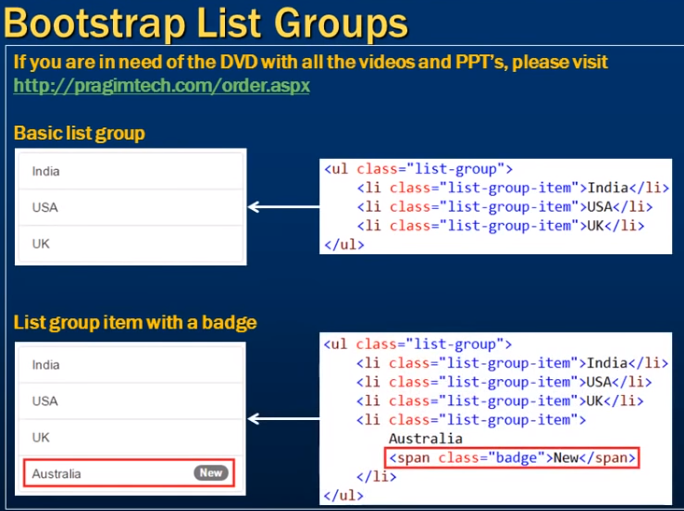 Bootstrap List Groups
If you are in need of the DVD with all the videos and PPT's, please visit
http://pragimtech.com/order.aspx
Basic list group
India
USA
UK
<ul class="list-group">
    <li class="list-group-item">India</li>
    <li class="list-group-item">USA</li>
    <li class="list-group-item">UK</li>
</ul>
List group item with a badge
India
USA
UK
Australia New
<ul class="list-group">
    <li class="list-group-item">India</li>
    <li class="list-group-item">USA</li>
    <li class="list-group-item">UK</li>
    <li class="list-group-item">
        Australia
        <span class="badge">New</span>
    </li>
</ul>